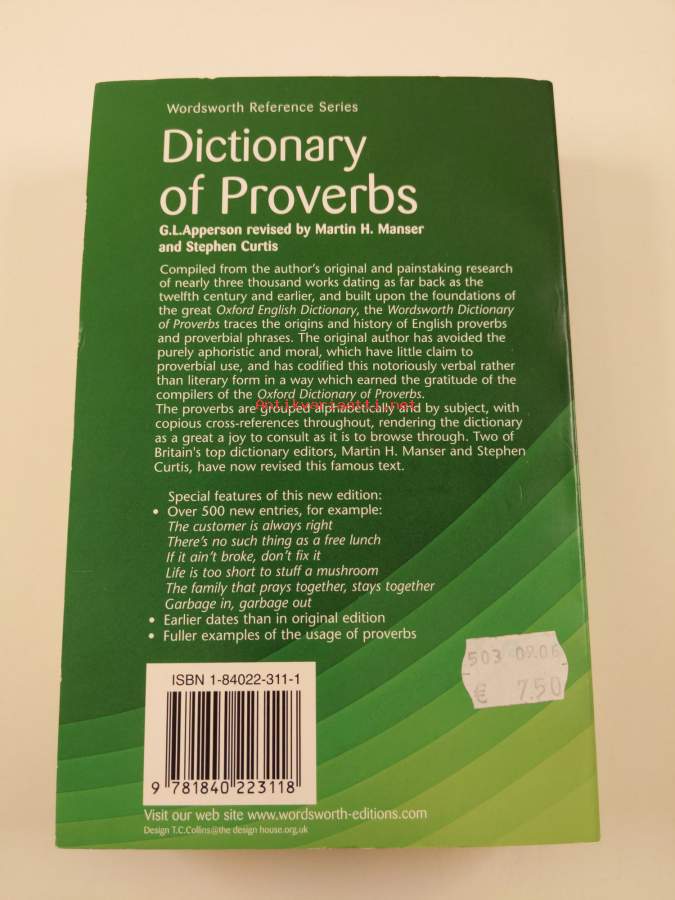 Wordsworth Reference Series
Dictionary
of Proverbs
G.L.Apperson revised by Martin H. Manser
and Stephen Curtis
Compiled from the author's original and painstaking research
of nearly three thousand works dating as far back as the
twelfth century and earlier, and built upon the foundations of
the great Oxford English Dictionary, the Wordsworth Dictionary
of Proverbs traces the origins and history of English proverbs
and proverbial phrases. The original author has avoided the
purely aphoristic and moral, which have little claim to
proverbial use, and has codified this notoriously verbal rather
than literary form in a way which earned the gratitude of the
compilers of the Oxford Dictionary of Proverbs.
Antikvariaatti.net
The proverbs are grouped alphabetically and by subject, with
copious cross-references throughout, rendering the dictionary
as a great a joy to consult as it is to browse through. Two of
Britain's top dictionary editors, Martin H. Manser and Stephen
Curtis, have now revised this famous text.
Special features of this new edition:
• Over 500 new entries, for example:
The customer is always right
There's no such thing as a free lunch
If it ain't broke, don't fix it
Life is too short to stuff a mushroom
The family that prays together, stays together
Garbage in, garbage out
• Earlier dates than in original edition
• Fuller examples of the usage of proverbs
503 09.06
€ 7.50
ISBN 1-84022-311-1
9 781840 223118
Visit our web site www.wordsworth-editions.com
Design T.C.Collins@the design house.org.uk